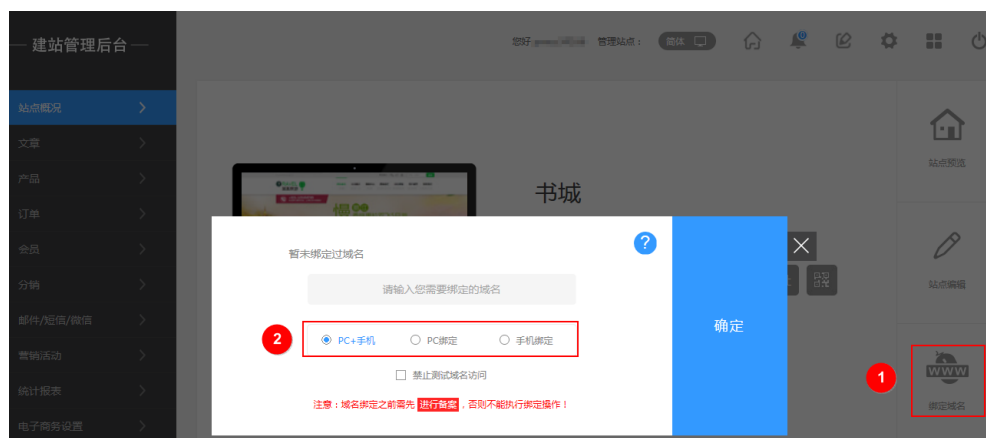 — 建站管理后台 —
您好
管理站点：
简体
站点概况
文章
产品
订单
会员
分销
邮件/短信/微信
营销活动
统计报表
电子商务设置
书城
站点预览
站点编辑
WWW
绑定域名
1
暂未绑定过域名
?
请输入您需要绑定的域名
2
PC+手机
PC绑定
手机绑定
禁止测试域名访问
注意：域名绑定之前需先 进行备案 ，否则不能执行绑定操作！
确定